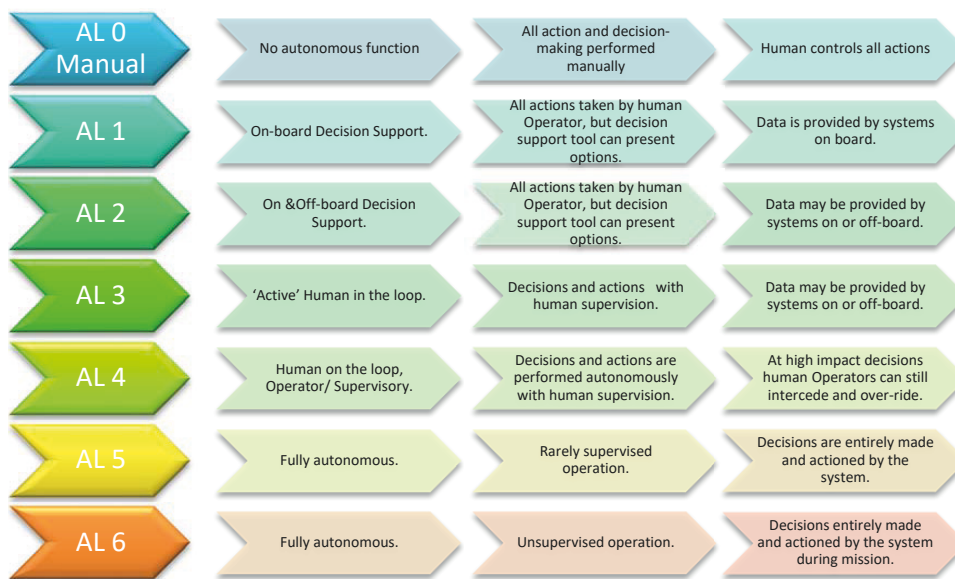 AL 0
Manual
No autonomous function
All action and decision-
making performed
manually
Human controls all actions
AL 1
On-board Decision Support.
All actions taken by human
Operator, but decision
support tool can present
options.
Data is provided by systems
on board.
AL 2
On &Off-board Decision
Support.
All actions taken by human
Operator, but decision
support tool can present
options.
Data may be provided by
systems on or off-board.
AL 3
‘Active’ Human in the loop.
Decisions and actions with
human supervision.
Data may be provided by
systems on or off-board.
AL 4
Human on the loop,
Operator/ Supervisory.
Decisions and actions are
performed autonomously
with human supervision.
At high impact decisions
human Operators can still
intercede and over-ride.
AL 5
Fully autonomous.
Rarely supervised
operation.
Decisions are entirely made
and actioned by the
system.
AL 6
Fully autonomous.
Unsupervised operation.
Decisions entirely made
and actioned by the system
during mission.